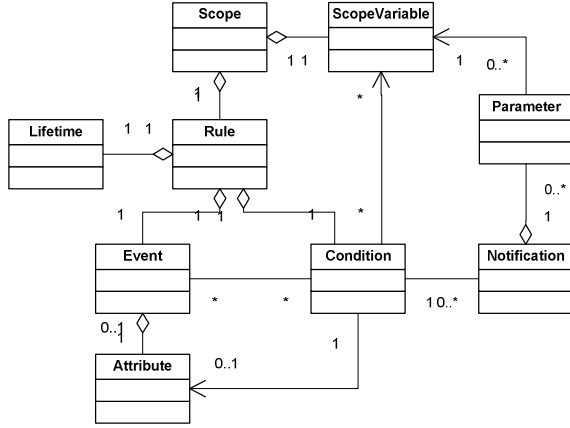 Scope
ScopeVariable
1 1
1
0..*
1
1
*
Parameter
Lifetime
1 1
Rule
0..*
1
1 1
1
*
1
Event
Condition
Notification
*
*
1 0..*
0..1
1
1
Attribute
0..1